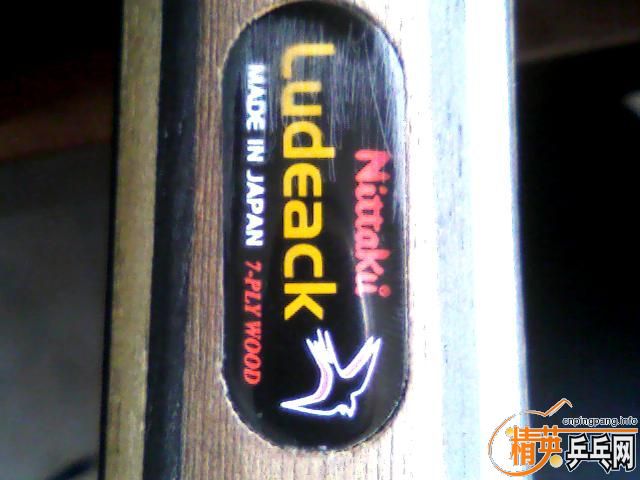 Nittaku
Ludeack
MADE IN JAPAN 7-PLY WOOD
cnpingpang.info
精英乒乓网